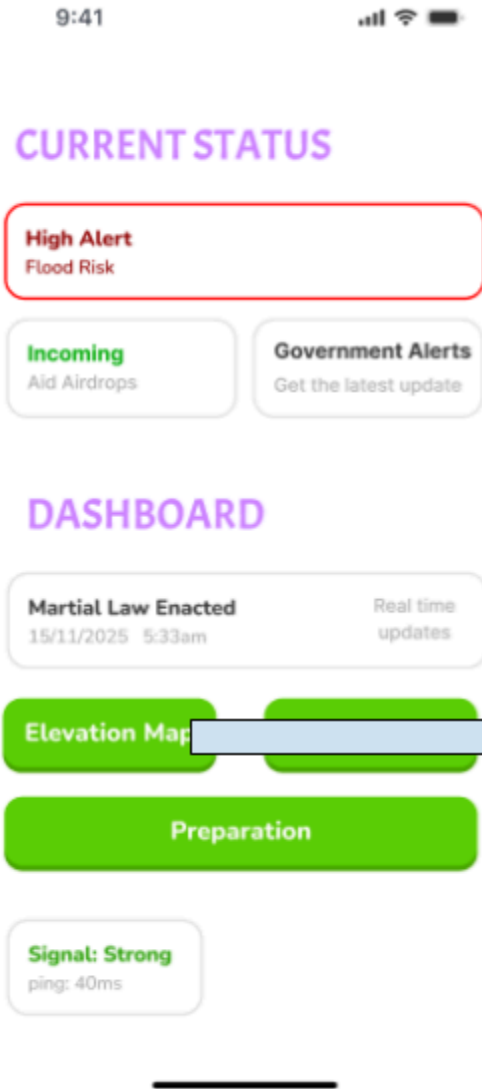 9:41
CURRENT STATUS
High Alert
Flood Risk
Incoming
Aid Airdrops
Government Alerts
Get the latest update
DASHBOARD
Martial Law Enacted
15/11/2025 5:33am
Real time
updates
Elevation Map
Preparation
Signal: Strong
ping: 40ms